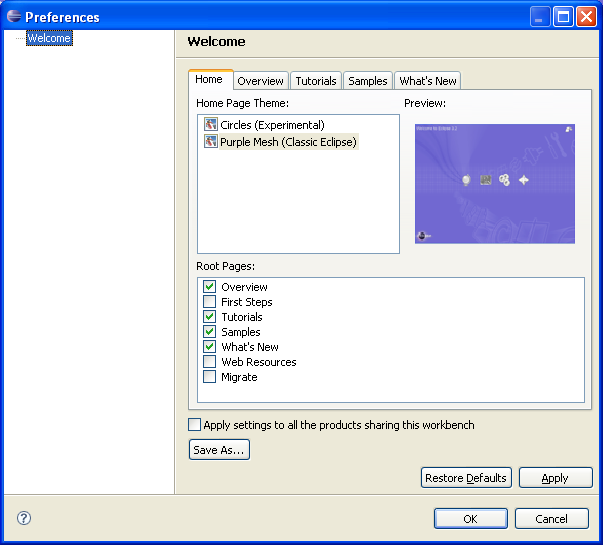 Preferences
Welcome
Welcome
Home
Overview
Tutorials
Samples
What's New
Home Page Theme:
Preview:
Circles (Experimental)
Purple Mesh (Classic Eclipse)
Welcome to Eclipse 3.2
Root Pages:
Overview
First Steps
Tutorials
Samples
What's New
Web Resources
Migrate
Apply settings to all the products sharing this workbench
Save As...
Restore Defaults
Apply
OK
Cancel